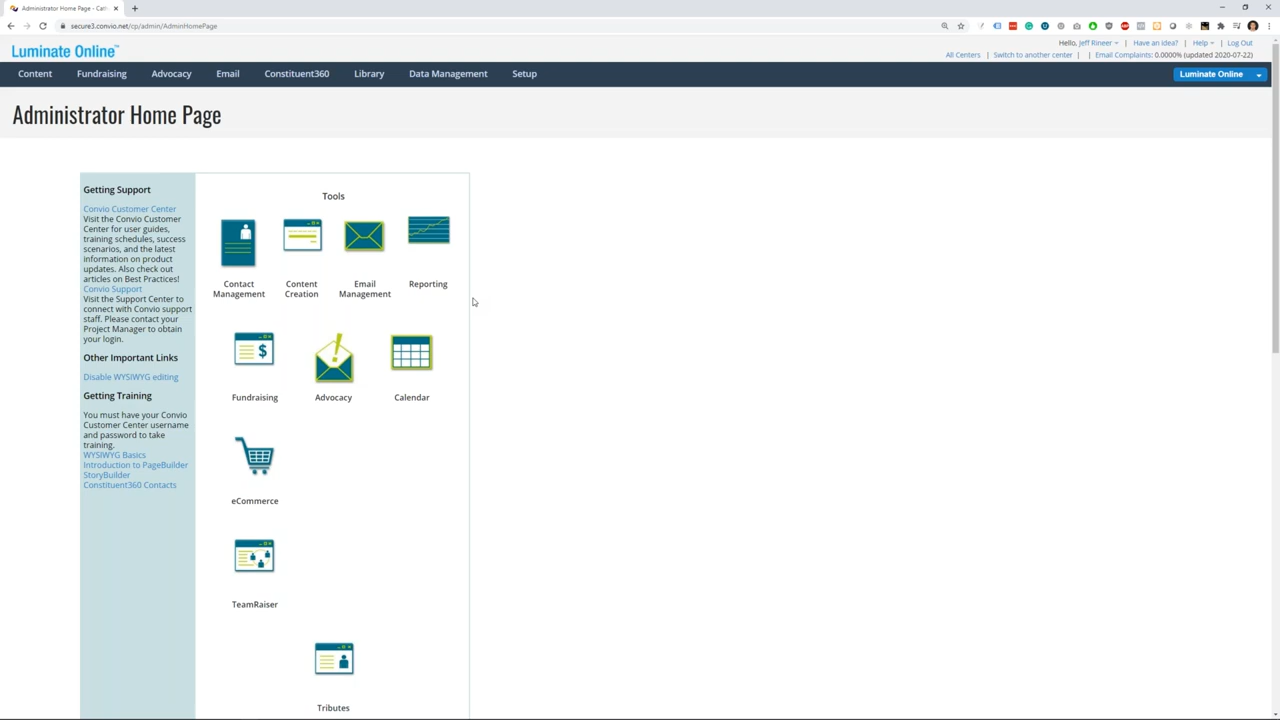 Administrator Home Page - Cath
secure3.convio.net/cp/admin/AdminHomePage
Luminate Online™
Hello, Jeff Rineer | Have an idea? | Help | Log Out
All Centers | Switch to another center | | Email Complaints: 0.0000% (updated 2020-07-22)
Content Fundraising Advocacy Email Constituent360 Library Data Management Setup
Luminate Online
Administrator Home Page
Getting Support
Convio Customer Center
Visit the Convio Customer
Center for user guides,
training schedules, success
scenarios, and the latest
information on product
updates. Also check out
articles on Best Practices!
Convio Support
Visit the Support Center to
connect with Convio support
staff. Please contact your
Project Manager to obtain
your login.
Other Important Links
Disable WYSIWYG editing
Getting Training
You must have your Convio
Customer Center username
and password to take
training.
WYSIWYG Basics
Introduction to PageBuilder
StoryBuilder
Constituent360 Contacts
Tools
Contact Management
Content Creation
Email Management
Reporting
Fundraising
Advocacy
Calendar
eCommerce
TeamRaiser
Tributes